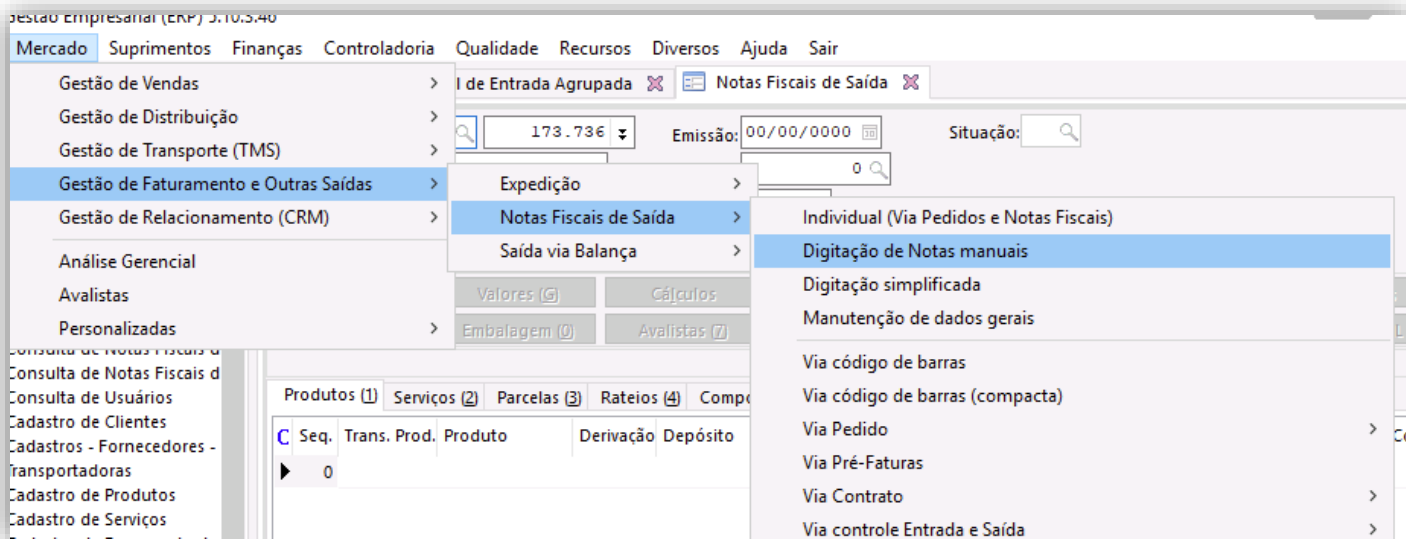 Gestão Empresarial (ERP) 5.10.3.46
Mercado Suprimentos Finanças Controladoria Qualidade Recursos Diversos Ajuda Sair
Gestão de Vendas
Gestão de Distribuição
Gestão de Transporte (TMS)
Gestão de Faturamento e Outras Saídas
Gestão de Relacionamento (CRM)
Análise Gerencial
Avalistas
Personalizadas
l de Entrada Agrupada Notas Fiscais de Saída
173.736 Emissão: 00/00/0000 Situação:
0
Expedição
Notas Fiscais de Saída
Saída via Balança
Individual (Via Pedidos e Notas Fiscais)
Digitação de Notas manuais
Digitação simplificada
Manutenção de dados gerais
Via código de barras
Via código de barras (compacta)
Via Pedido
Via Pré-Faturas
Via Contrato
Via controle Entrada e Saída
Valores (G) Cálculos
Embalagem (0) Avalistas (7)
Consulta de Notas Fiscais d
Consulta de Notas Fiscais d
Consulta de Usuários
Cadastro de Clientes
Cadastros - Fornecedores -
Transportadoras
Cadastro de Produtos
Cadastro de Serviços
Produtos (1) Serviços (2) Parcelas (3) Rateios (4) Compo
C Seq. Trans. Prod. Produto Derivação Depósito
0